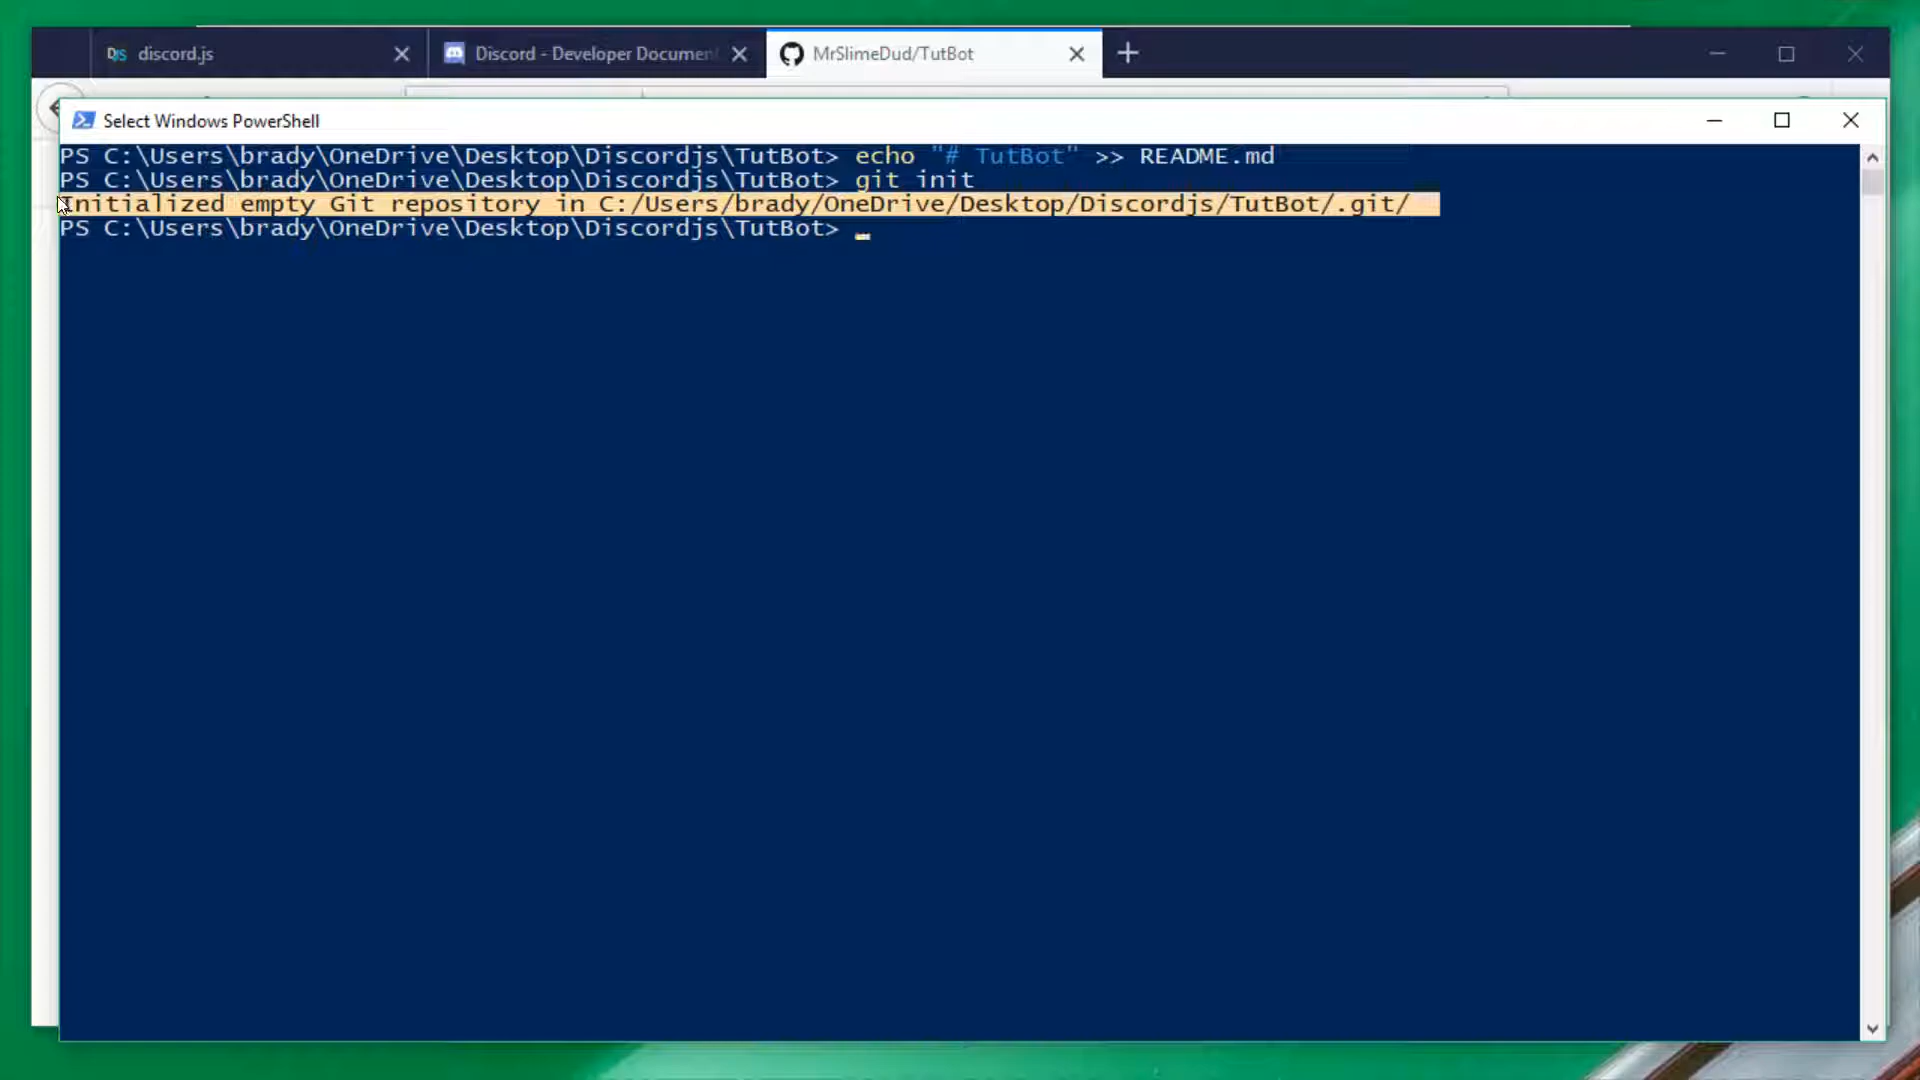 discord.js
Discord - Developer Document
MrSlimeDud/TutBot
Select Windows PowerShell
PS C:\Users\brady\OneDrive\Desktop\Discordjs\TutBot> echo "# TutBot" >> README.md
PS C:\Users\brady\OneDrive\Desktop\Discordjs\TutBot> git init
Initialized empty Git repository in C:/Users/brady/OneDrive/Desktop/Discordjs/TutBot/.git/
PS C:\Users\brady\OneDrive\Desktop\Discordjs\TutBot>